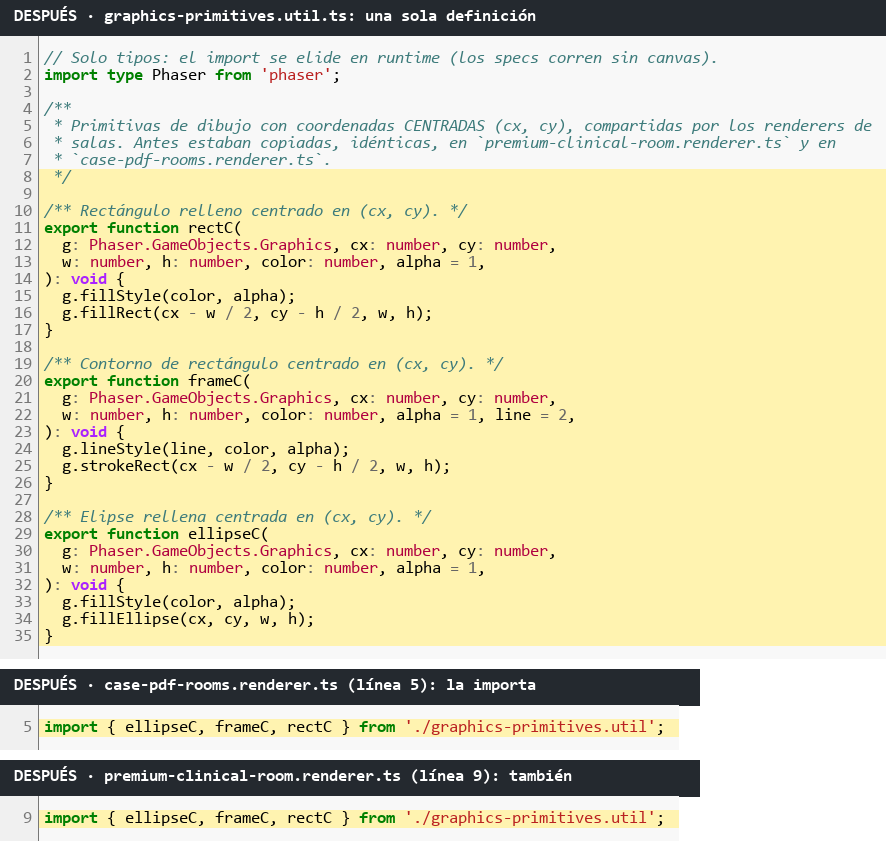 DESPUÉS · graphics-primitives.util.ts: una sola definición
1 // Solo tipos: el import se elide en runtime (los specs corren sin canvas).
2 import type Phaser from 'phaser';
3
4 /**
5  * Primitivas de dibujo con coordenadas CENTRADAS (cx, cy), compartidas por los renderers de
6  * salas. Antes estaban copiadas, idénticas, en `premium-clinical-room.renderer.ts` y en
7  * `case-pdf-rooms.renderer.ts`.
8  */
9
10 /** Rectángulo relleno centrado en (cx, cy). */
11 export function rectC(
12   g: Phaser.GameObjects.Graphics, cx: number, cy: number,
13   w: number, h: number, color: number, alpha = 1,
14 ): void {
15   g.fillStyle(color, alpha);
16   g.fillRect(cx - w / 2, cy - h / 2, w, h);
17 }
18
19 /** Contorno de rectángulo centrado en (cx, cy). */
20 export function frameC(
21   g: Phaser.GameObjects.Graphics, cx: number, cy: number,
22   w: number, h: number, color: number, alpha = 1, line = 2,
23 ): void {
24   g.lineStyle(line, color, alpha);
25   g.strokeRect(cx - w / 2, cy - h / 2, w, h);
26 }
27
28 /** Elipse rellena centrada en (cx, cy). */
29 export function ellipseC(
30   g: Phaser.GameObjects.Graphics, cx: number, cy: number,
31   w: number, h: number, color: number, alpha = 1,
32 ): void {
33   g.fillStyle(color, alpha);
34   g.fillEllipse(cx, cy, w, h);
35 }
DESPUÉS · case-pdf-rooms.renderer.ts (línea 5): la importa
5 import { ellipseC, frameC, rectC } from './graphics-primitives.util';
DESPUÉS · premium-clinical-room.renderer.ts (línea 9): también
9 import { ellipseC, frameC, rectC } from './graphics-primitives.util';